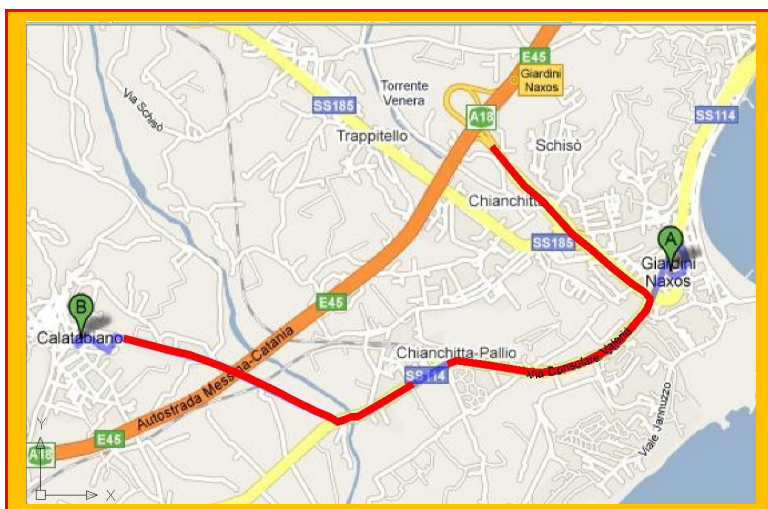 E45
Giardini
Naxos
Torrente
Venera
Via Schisò
SS185
A18
SS114
Trappitello
Schisò
Chianchitta
SS185
A
Giardini
Naxos
B
Calatabiano
E45
Autostrada Messina-Catania
Chianchitta-Pallio
SS114
Via Consolare Valeria
Viale Jannuzzo
E45
A18
Y
X